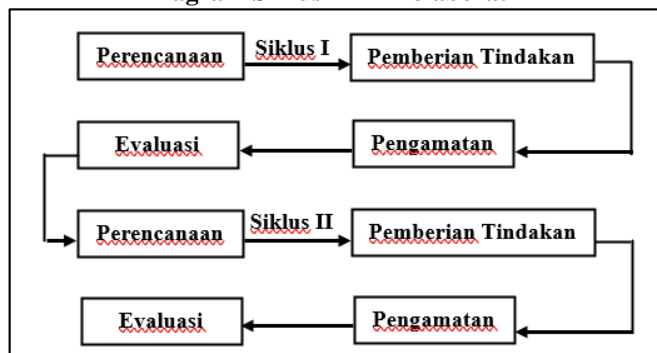 Perencanaan Siklus I Pemberian Tindakan
Evaluasi Pengamatan
Perencanaan Siklus II Pemberian Tindakan
Evaluasi Pengamatan